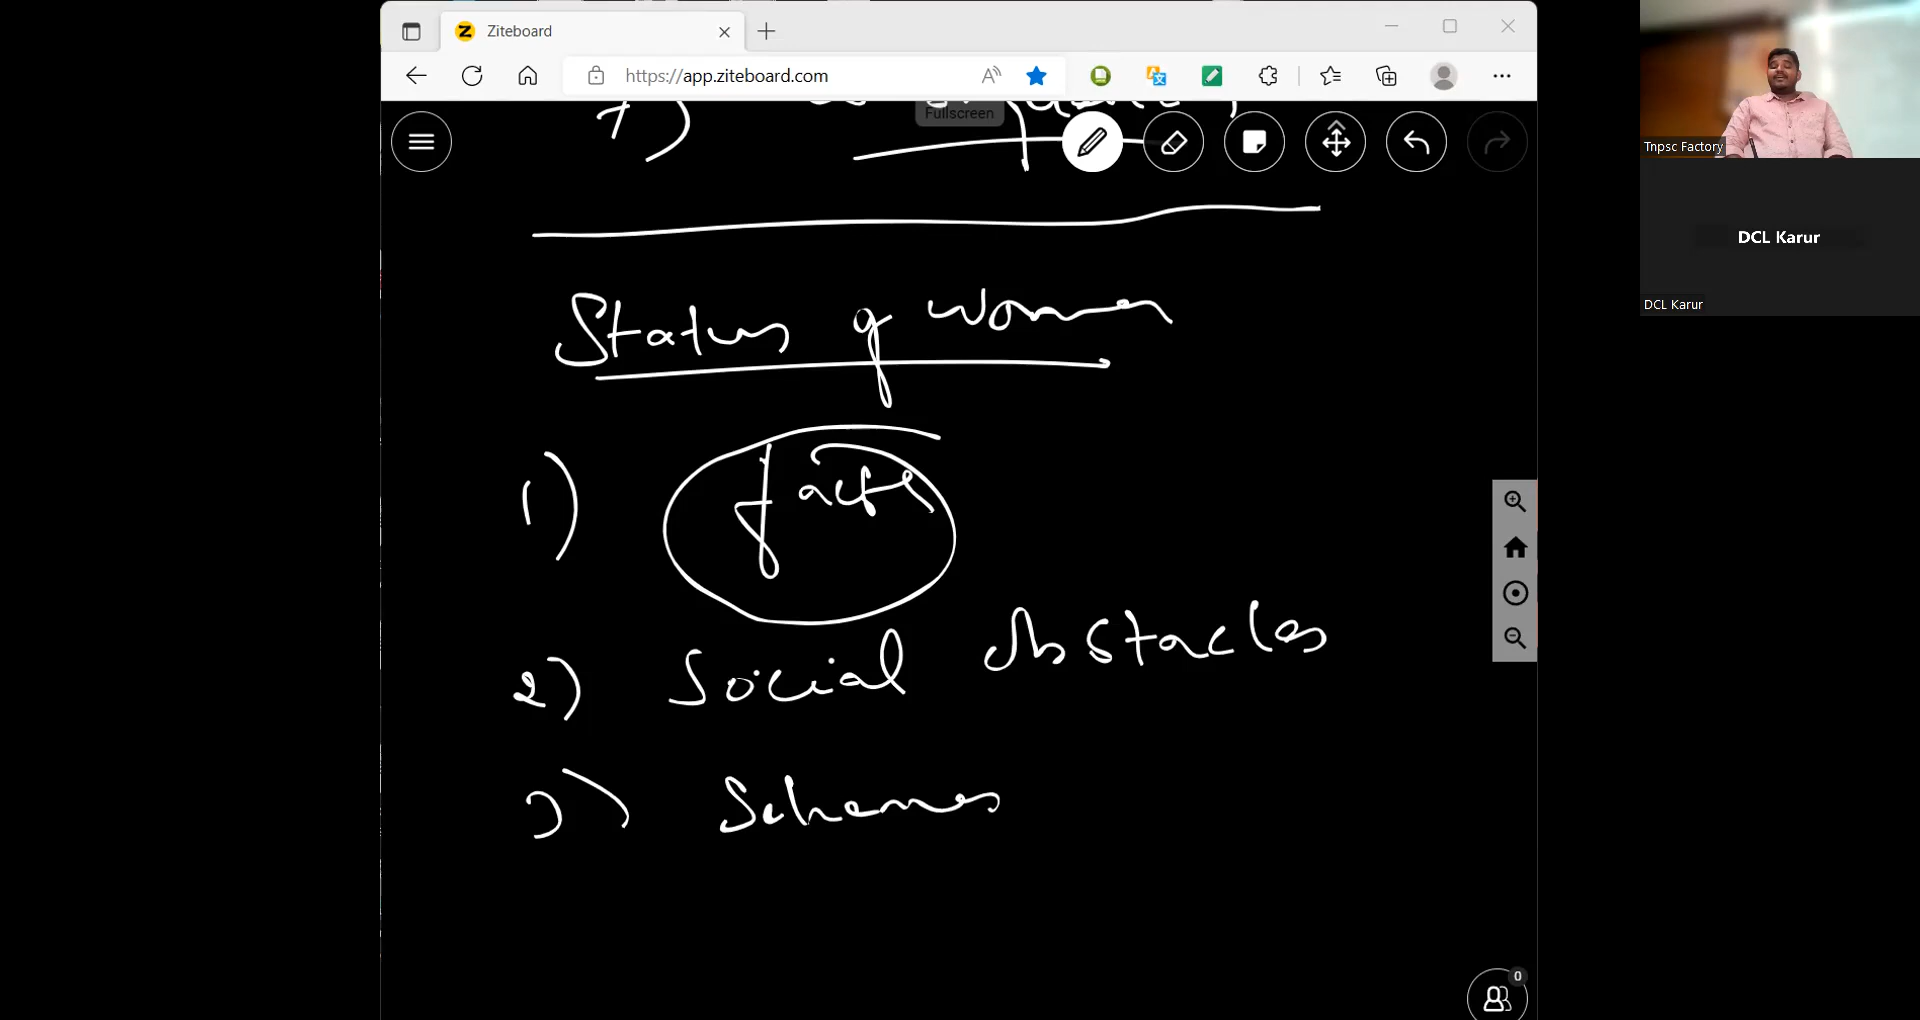 Ziteboard
https://app.ziteboard.com
7)
Fullscreen
Tnpsc Factory
DCL Karur
DCL Karur
Status of women
1) facts
2) Social obstacles
3) Schemes
0